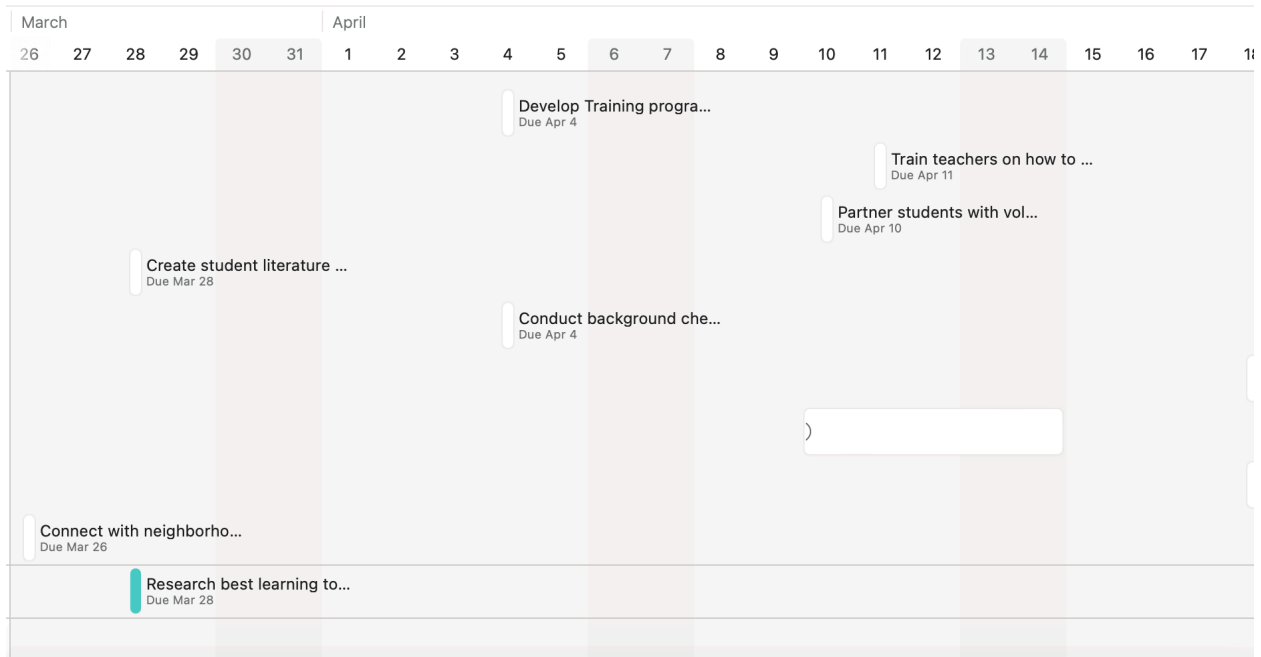 March
April
26 27 28 29 30 31 1 2 3 4 5 6 7 8 9 10 11 12 13 14 15 16 17
Develop Training progra...
Due Apr 4
Train teachers on how to ...
Due Apr 11
Partner students with vol...
Due Apr 10
Create student literature ...
Due Mar 28
Conduct background che...
Due Apr 4
)
Connect with neighborho...
Due Mar 26
Research best learning to...
Due Mar 28